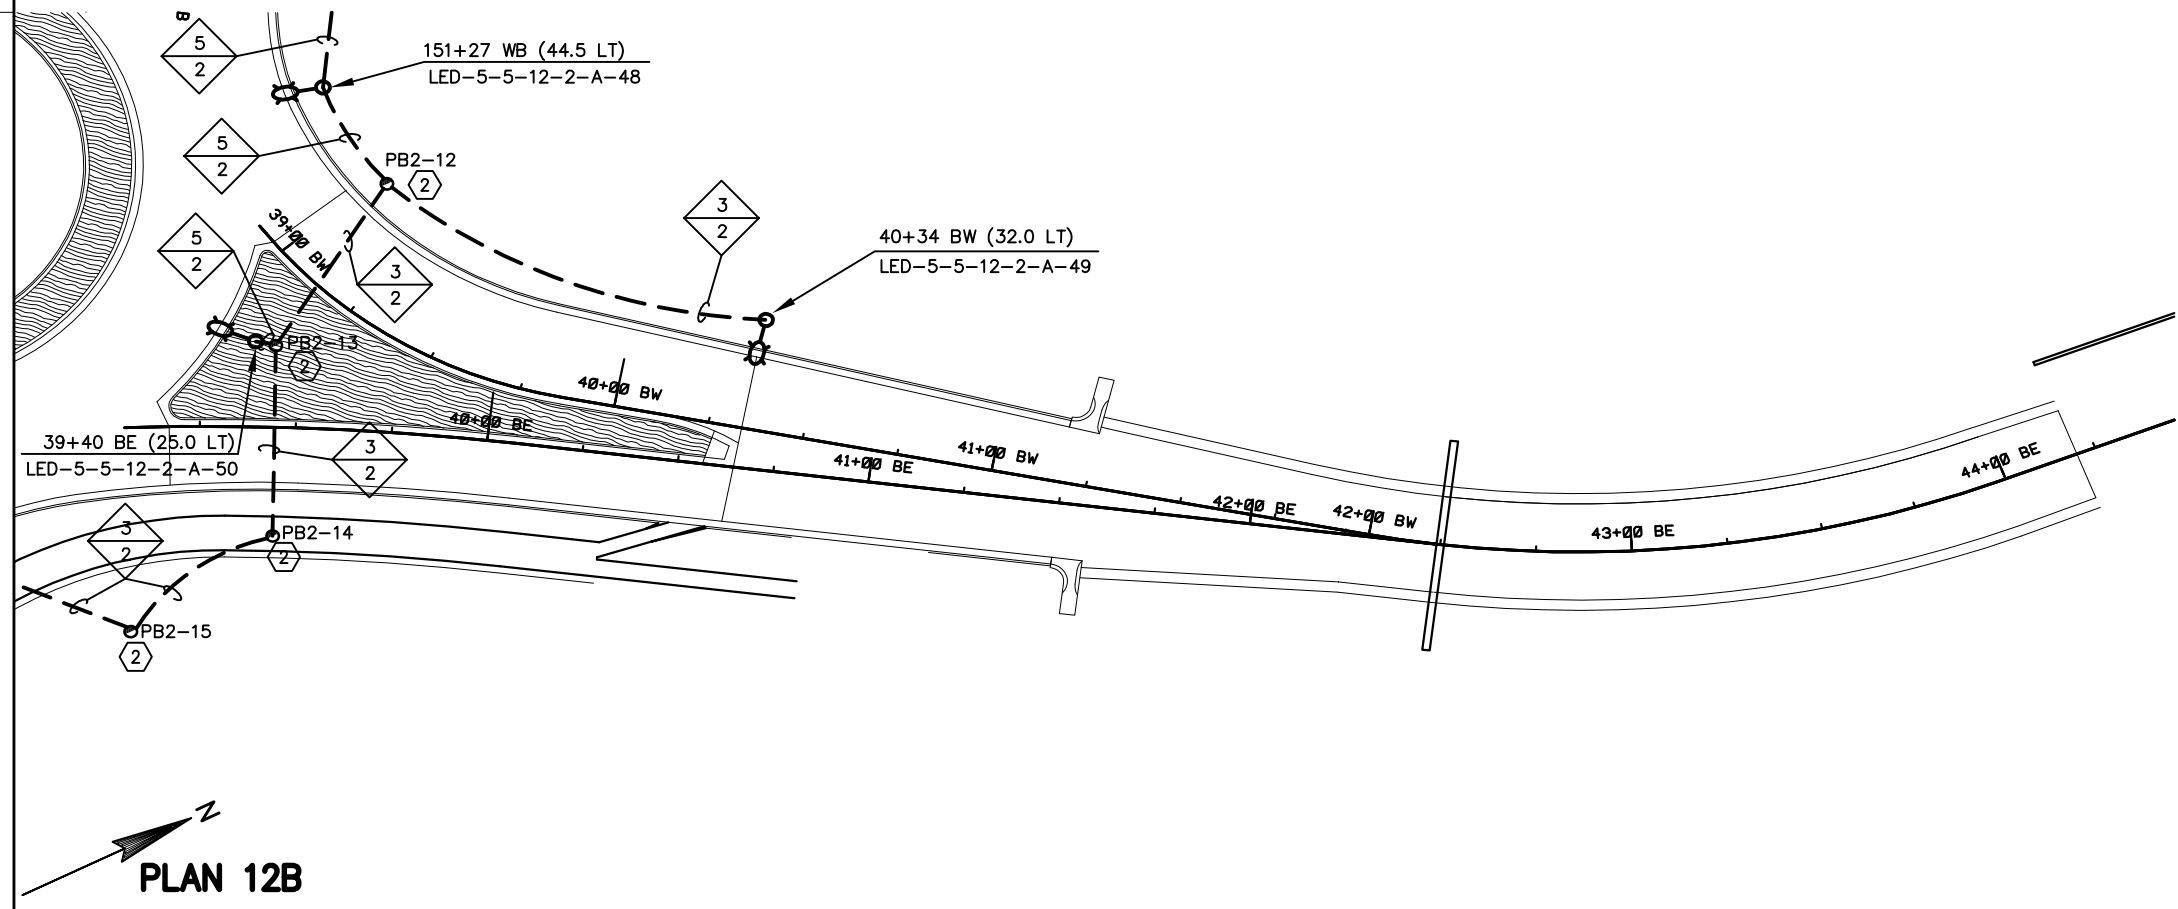 B
5
2
151+27 WB (44.5 LT)
LED-5-5-12-2-A-48
5
2
PB2-12
2
3
2
39+00 BW
40+34 BW (32.0 LT)
LED-5-5-12-2-A-49
5
2
3
2
PB2-13
2
40+00 BW
40+00 BE
39+40 BE (25.0 LT)
LED-5-5-12-2-A-50
3
2
41+00 BW
41+00 BE
42+00 BE
42+00 BW
43+00 BE
44+00 BE
3
2
PB2-14
2
PB2-15
2
N
PLAN 12B